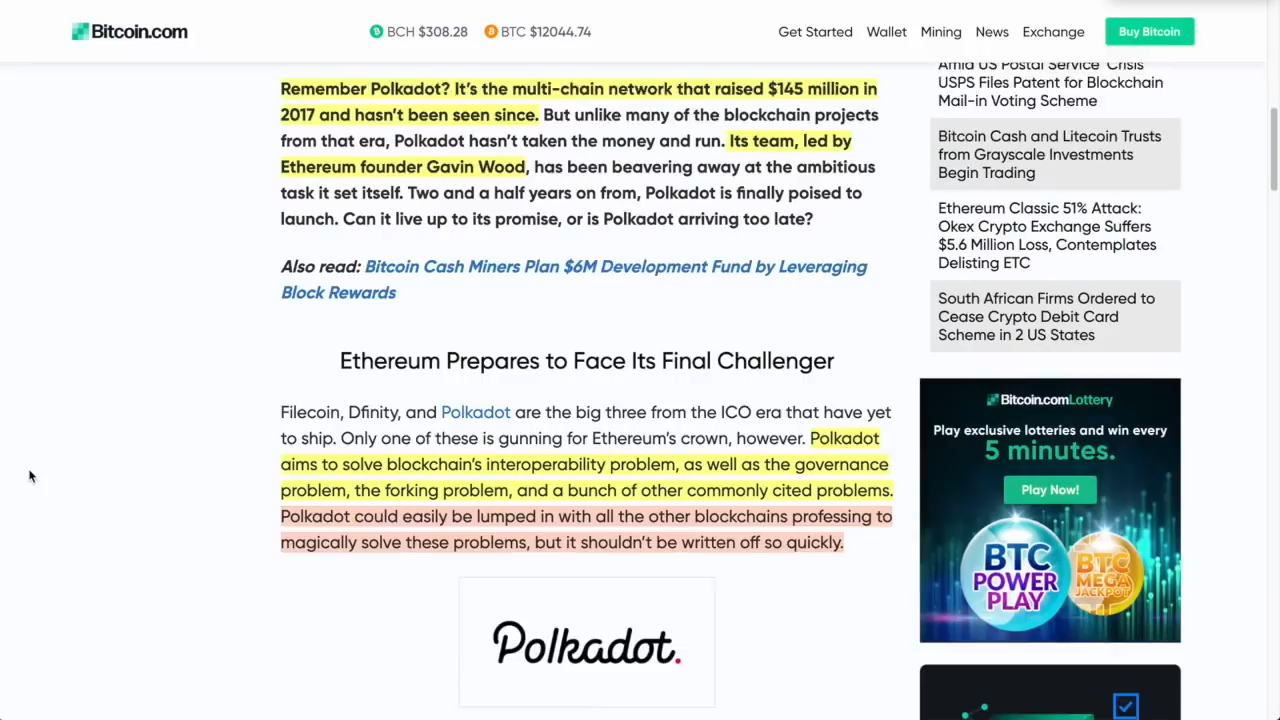 Bitcoin.com
BCH $308.28
BTC $12044.74
Get Started Wallet Mining News Exchange Buy Bitcoin
Remember Polkadot? It's the multi-chain network that raised $145 million in
2017 and hasn't been seen since. But unlike many of the blockchain projects
from that era, Polkadot hasn't taken the money and run. Its team, led by
Ethereum founder Gavin Wood, has been beavering away at the ambitious
task it set itself. Two and a half years on from, Polkadot is finally poised to
launch. Can it live up to its promise, or is Polkadot arriving too late?
Also read: Bitcoin Cash Miners Plan $6M Development Fund by Leveraging
Block Rewards
Ethereum Prepares to Face Its Final Challenger
Filecoin, Dfinity, and Polkadot are the big three from the ICO era that have yet
to ship. Only one of these is gunning for Ethereum's crown, however. Polkadot
aims to solve blockchain's interoperability problem, as well as the governance
problem, the forking problem, and a bunch of other commonly cited problems.
Polkadot could easily be lumped in with all the other blockchains professing to
magically solve these problems, but it shouldn't be written off so quickly.
Polkadot.
Amid US Postal Service 'Crisis'
USPS Files Patent for Blockchain
Mail-in Voting Scheme
Bitcoin Cash and Litecoin Trusts
from Grayscale Investments
Begin Trading
Ethereum Classic 51% Attack:
Okex Crypto Exchange Suffers
$5.6 Million Loss, Contemplates
Delisting ETC
South African Firms Ordered to
Cease Crypto Debit Card
Scheme in 2 US States
Bitcoin.com Lottery
Play exclusive lotteries and win every
5 minutes.
Play Now!
BTC
POWER
PLAY
BTC
MEGA
JACKPOT